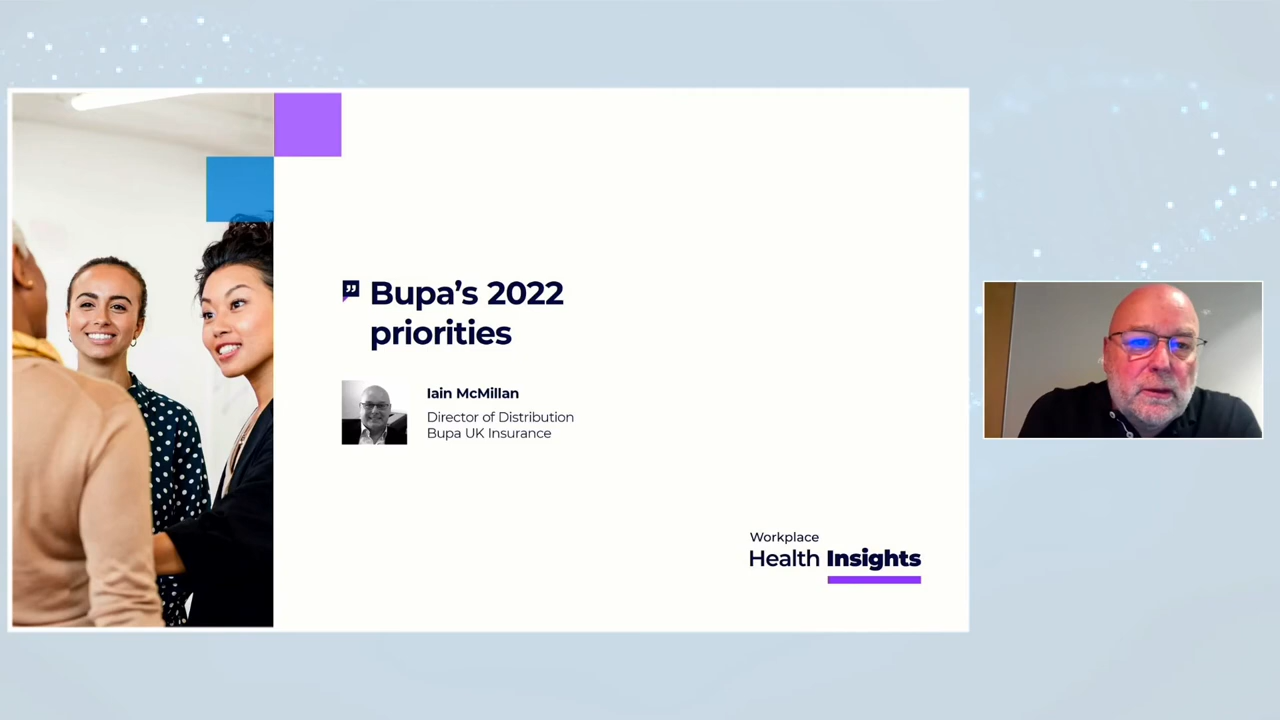 Bupa’s 2022
priorities
Iain McMillan
Director of Distribution
Bupa UK Insurance
Workplace
Health Insights